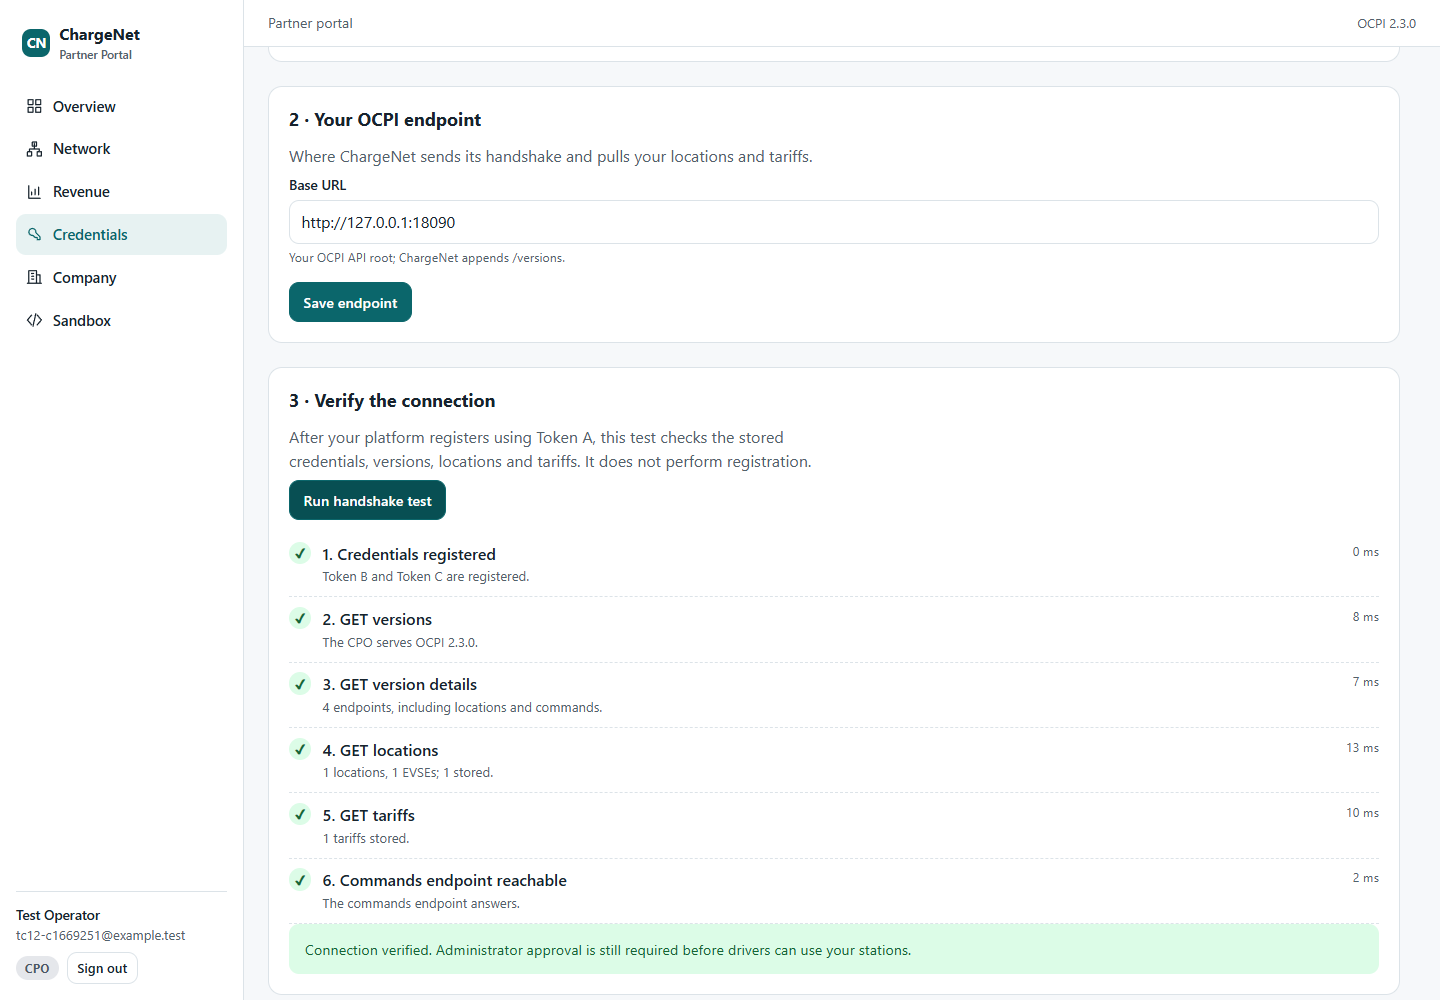 CN
ChargeNet
Partner Portal
Overview
Network
Revenue
Credentials
Company
Sandbox
Test Operator
tc12-c1669251@example.test
CPO
Sign out
Partner portal
OCPI 2.3.0
2 · Your OCPI endpoint
Where ChargeNet sends its handshake and pulls your locations and tariffs.
Base URL
http://127.0.0.1:18090
Your OCPI API root; ChargeNet appends /versions.
Save endpoint
3 · Verify the connection
After your platform registers using Token A, this test checks the stored
credentials, versions, locations and tariffs. It does not perform registration.
Run handshake test
1. Credentials registered
0 ms
Token B and Token C are registered.
2. GET versions
8 ms
The CPO serves OCPI 2.3.0.
3. GET version details
7 ms
4 endpoints, including locations and commands.
4. GET locations
13 ms
1 locations, 1 EVSEs; 1 stored.
5. GET tariffs
10 ms
1 tariffs stored.
6. Commands endpoint reachable
2 ms
The commands endpoint answers.
Connection verified. Administrator approval is still required before drivers can use your stations.